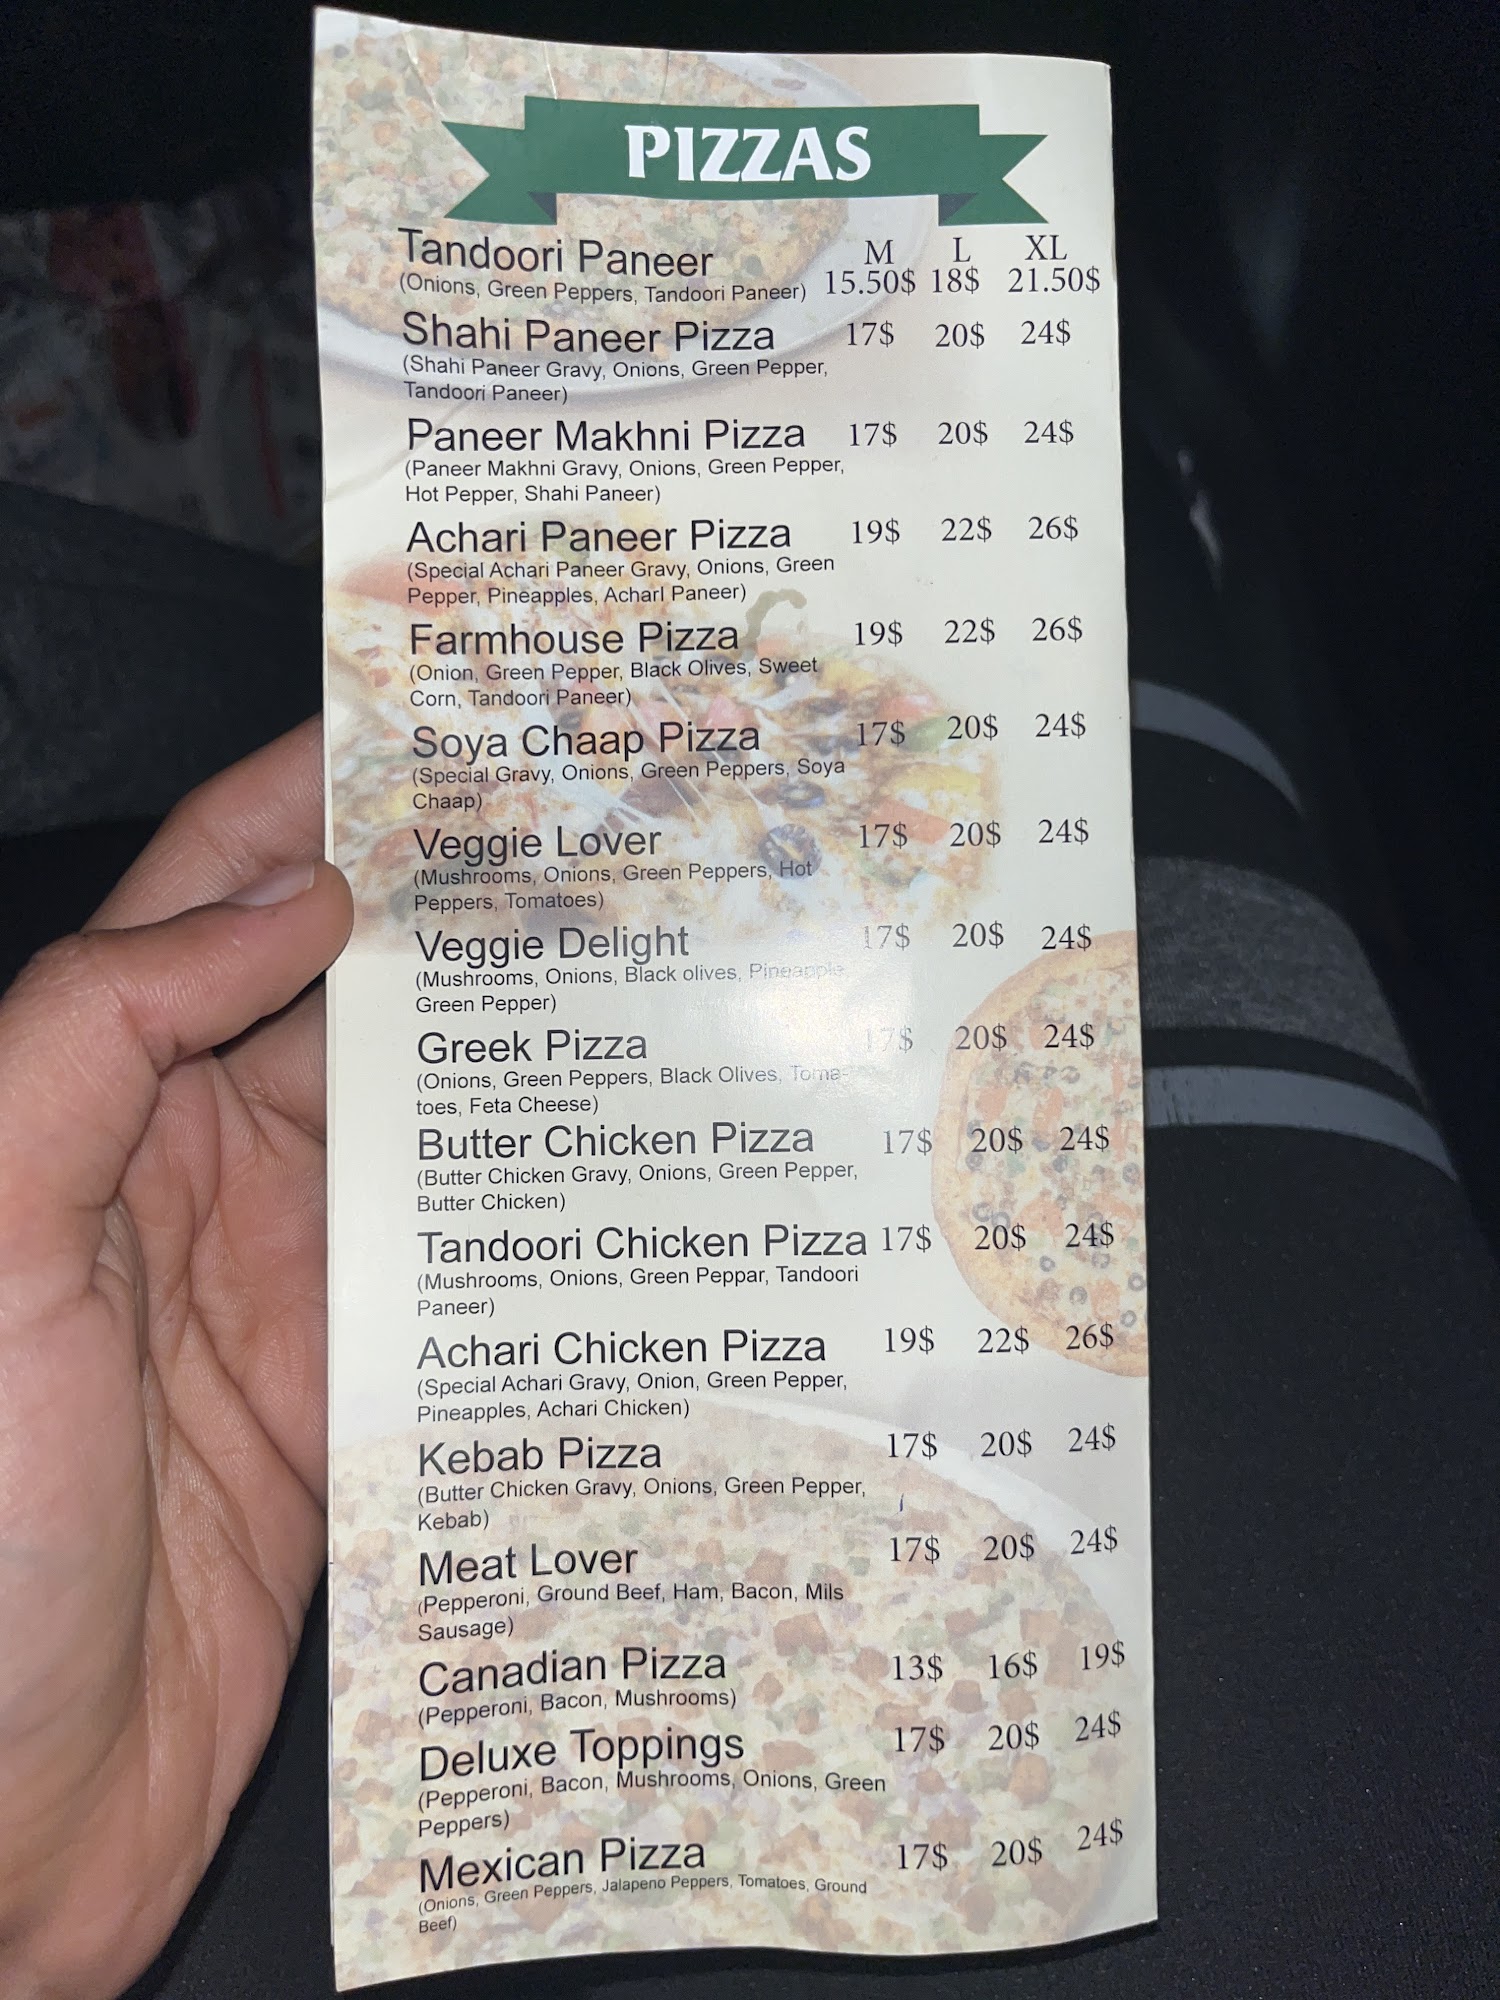 PIZZAS
M L XL
Tandoori Paneer
(Onions, Green Peppers, Tandoori Paneer) 15.50$ 18$ 21.50$
Shahi Paneer Pizza 17$ 20$ 24$
(Shahi Paneer Gravy, Onions, Green Pepper,
Tandoori Paneer)
Paneer Makhni Pizza 17$ 20$ 24$
(Paneer Makhni Gravy, Onions, Green Pepper,
Hot Pepper, Shahi Paneer)
Achari Paneer Pizza 19$ 22$ 26$
(Special Achari Paneer Gravy, Onions, Green
Pepper, Pineapples, Acharl Paneer)
Farmhouse Pizza 19$ 22$ 26$
(Onion, Green Pepper, Black Olives, Sweet
Corn, Tandoori Paneer)
Soya Chaap Pizza 17$ 20$ 24$
(Special Gravy, Onions, Green Peppers, Soya
Chaap)
Veggie Lover 17$ 20$ 24$
(Mushrooms, Onions, Green Peppers, Hot
Peppers, Tomatoes)
Veggie Delight 17$ 20$ 24$
(Mushrooms, Onions, Black olives, Pineapple
Green Pepper)
Greek Pizza 17$ 20$ 24$
(Onions, Green Peppers, Black Olives, Toma-
toes, Feta Cheese)
Butter Chicken Pizza 17$ 20$ 24$
(Butter Chicken Gravy, Onions, Green Pepper,
Butter Chicken)
Tandoori Chicken Pizza 17$ 20$ 24$
(Mushrooms, Onions, Green Peppar, Tandoori
Paneer)
Achari Chicken Pizza 19$ 22$ 26$
(Special Achari Gravy, Onion, Green Pepper,
Pineapples, Achari Chicken)
Kebab Pizza 17$ 20$ 24$
(Butter Chicken Gravy, Onions, Green Pepper,
Kebab)
Meat Lover 17$ 20$ 24$
(Pepperoni, Ground Beef, Ham, Bacon, Mils
Sausage)
Canadian Pizza 13$ 16$ 19$
(Pepperoni, Bacon, Mushrooms)
Deluxe Toppings 17$ 20$ 24$
(Pepperoni, Bacon, Mushrooms, Onions, Green
Peppers)
Mexican Pizza 17$ 20$ 24$
(Onions, Green Peppers, Jalapeno Peppers, Tomatoes, Ground
Beef)